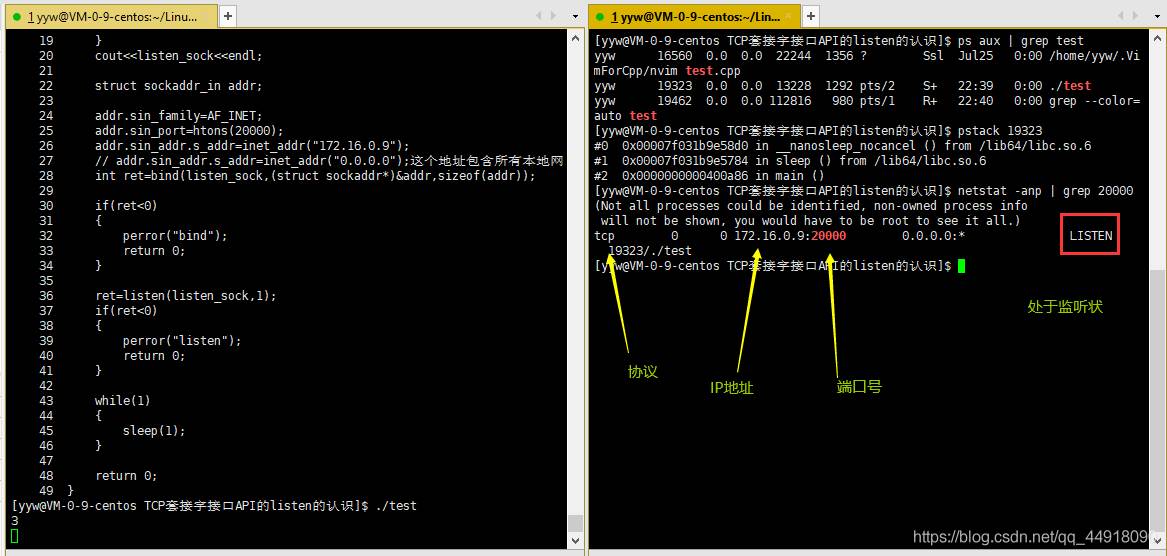 1 yyw@VM-0-9-centos:~/Linu...
19 }
20 cout<<listen_sock<<endl;
21
22 struct sockaddr_in addr;
23
24 addr.sin_family=AF_INET;
25 addr.sin_port=htons(20000);
26 addr.sin_addr.s_addr=inet_addr("172.16.0.9");
27 // addr.sin_addr.s_addr=inet_addr("0.0.0.0");这个地址包含所有本地网
28 int ret=bind(listen_sock,(struct sockaddr*)&addr,sizeof(addr));
29
30 if(ret<0)
31 {
32 perror("bind");
33 return 0;
34 }
35
36 ret=listen(listen_sock,1);
37 if(ret<0)
38 {
39 perror("listen");
40 return 0;
41 }
42
43 while(1)
44 {
45 sleep(1);
46 }
47
48 return 0;
49 }
[yyw@VM-0-9-centos TCP套接字接口API的listen的认识]$ ./test
3
1 yyw@VM-0-9-centos:~/Lin...
[yyw@VM-0-9-centos TCP套接字接口API的listen的认识]$ ps aux | grep test
yyw 16560 0.0 0.0 22244 1356 ? Ssl Jul25 0:00 /home/yyw/.Vi
mForCpp/nvim test.cpp
yyw 19323 0.0 0.0 13228 1292 pts/2 S+ 22:39 0:00 ./test
yyw 19462 0.0 0.0 112816 980 pts/1 R+ 22:40 0:00 grep --color=
auto test
[yyw@VM-0-9-centos TCP套接字接口API的listen的认识]$ pstack 19323
#0 0x00007f031b9e58d0 in __nanosleep_nocancel () from /lib64/libc.so.6
#1 0x00007f031b9e5784 in sleep () from /lib64/libc.so.6
#2 0x0000000000400a86 in main ()
[yyw@VM-0-9-centos TCP套接字接口API的listen的认识]$ netstat -anp | grep 20000
(Not all processes could be identified, non-owned process info
will not be shown, you would have to be root to see it all.)
tcp 0 0 172.16.0.9:20000 0.0.0.0:* LISTEN
19323/./test
[yyw@VM-0-9-centos TCP套接字接口API的listen的认识]$
处于监听状
协议
IP地址
端口号
https://blog.csdn.net/qq_4491809